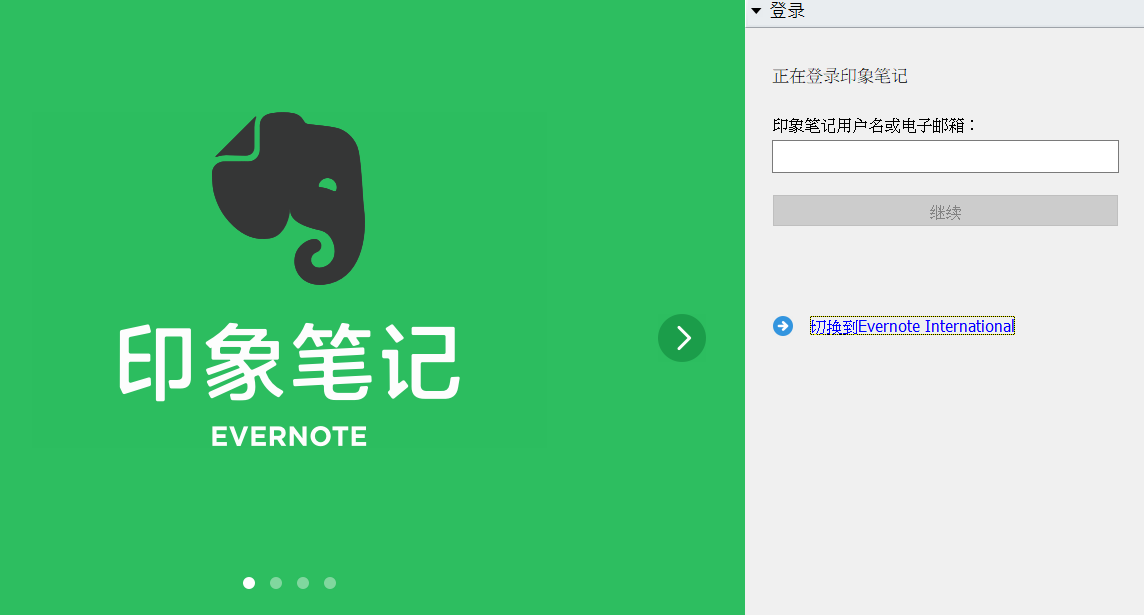 印象笔记
EVERNOTE
登录
正在登录印象笔记
印象笔记用户名或电子邮箱：
继续
切换到Evernote International